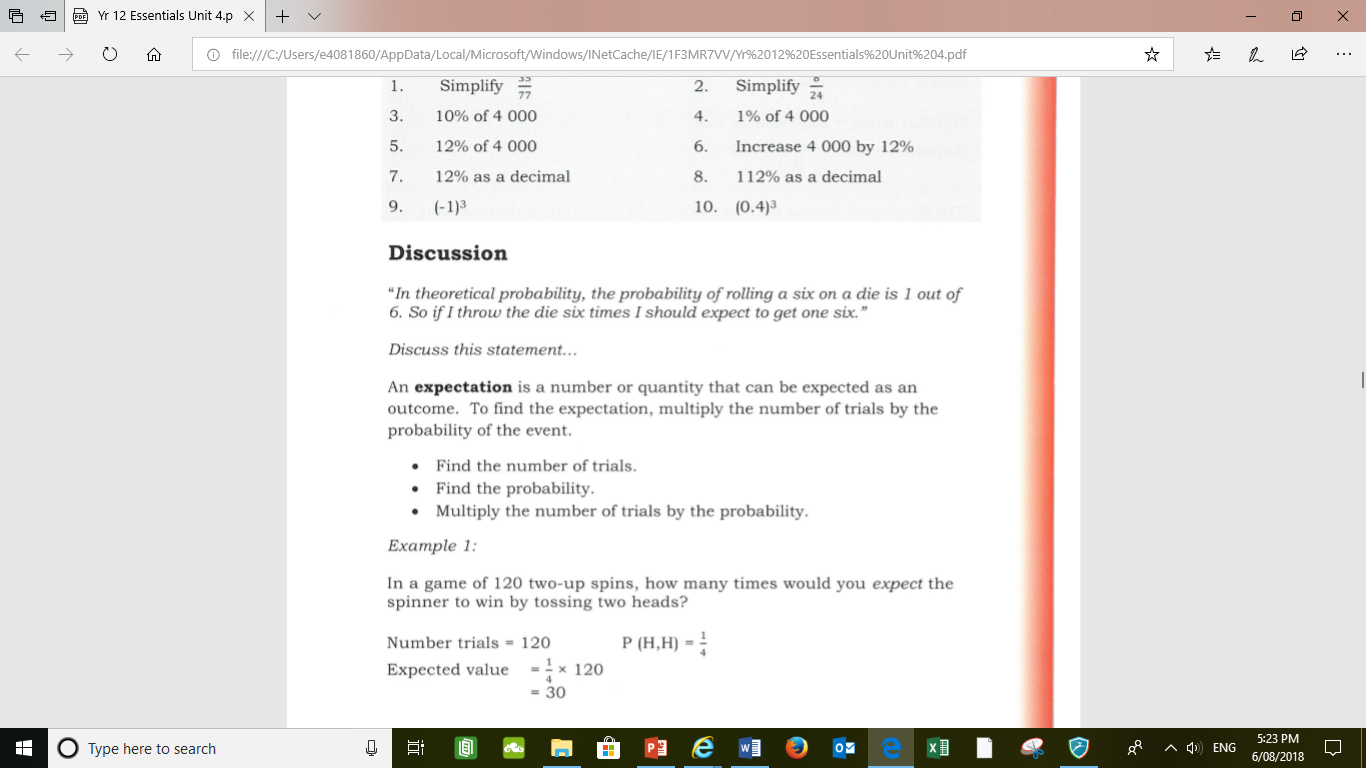 Yr 12 Essentials Unit 4.p
file:///C:/Users/e4081860/AppData/Local/Microsoft/Windows/INetCache/IE/1F3MR7VV/Yr%2012%20Essentials%20Unit%204.pdf
1. Simplify 35/77 2. Simplify 8/24
3. 10% of 4 000 4. 1% of 4 000
5. 12% of 4 000 6. Increase 4 000 by 12%
7. 12% as a decimal 8. 112% as a decimal
9. (-1)³ 10. (0.4)³
Discussion
“In theoretical probability, the probability of rolling a six on a die is 1 out of
6. So if I throw the die six times I should expect to get one six.”
Discuss this statement...
An expectation is a number or quantity that can be expected as an
outcome. To find the expectation, multiply the number of trials by the
probability of the event.
• Find the number of trials.
• Find the probability.
• Multiply the number of trials by the probability.
Example 1:
In a game of 120 two-up spins, how many times would you expect the
spinner to win by tossing two heads?
Number trials = 120 P (H,H) = 1/4
Expected value = 1/4 × 120
= 30
Type here to search
ENG
5:23 PM
6/08/2018